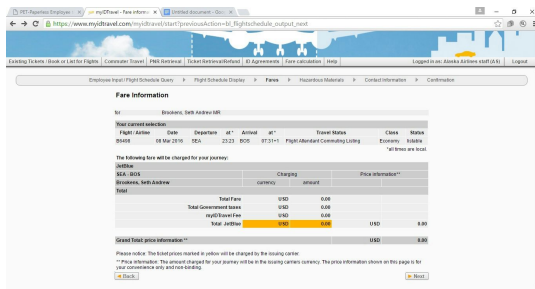 PET-Paperless Employee
myIDtravel - Fare informa
Untitled document - Goo
https://www.myidtravel.com/myidtravel/start?previousAction=bl_flightschedule_output_next
Existing Tickets / Book or List for Flights Commuter Travel PNR Retrieval Ticket Retrieval/Refund ID Agreements Fare calculation Help Logged in as: Alaska Airlines staff (AS) Logout
Employee Input / Flight Schedule Query Flight Schedule Display Fares Hazardous Materials Contact Information Confirmation
Fare Information
for Brookens, Seth Andrew MR
Your current selection
Flight / Airline Date Departure at* Arrival at* Travel Status Class Status
B6498 08 Mar 2016 SEA 23:23 BOS 07:31+1 Flight Attendant Commuting Listing Economy listable
*all times are local.
The following fare will be charged for your journey:
JetBlue
SEA - BOS Charging Price information**
Brookens, Seth Andrew currency amount
Total
Total Fare USD 0.00
Total Government taxes USD 0.00
myIDTravel Fee USD 0.00
Total JetBlue USD 0.00 USD 0.00
Grand Total: price information ** USD 0.00
Please notice: The ticket prices marked in yellow will be charged by the issuing carrier.
** Price information: The amount charged for your journey will be in the issuing carriers currency. The price information shown on this page is for
your convenience only and non-binding.
Back Next